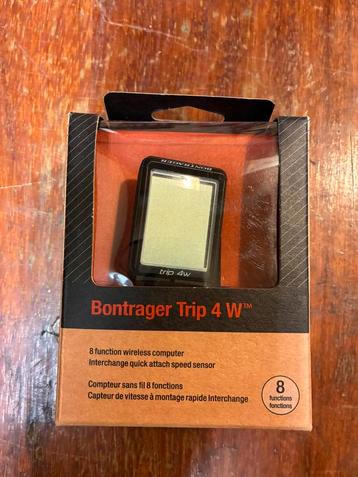 BONTRAGER
trip 4w
Bontrager Trip 4 W™
8 function wireless computer
Interchange quick attach speed sensor
Compteur sans fil 8 fonctions
Capteur de vitesse à montage rapide Interchange
8
functions
fonctions